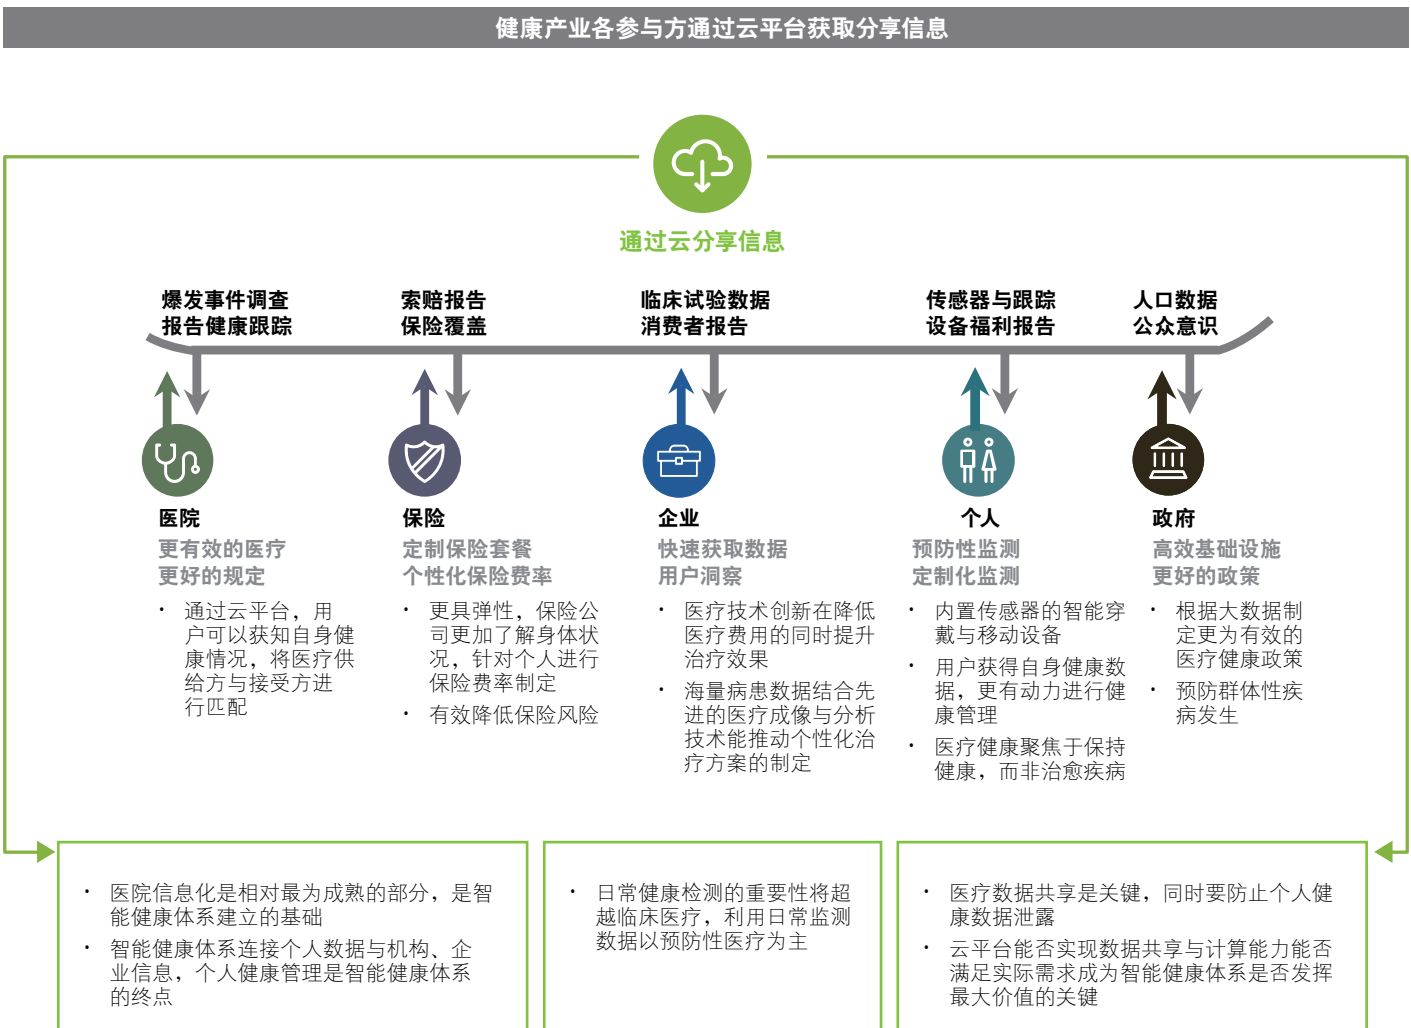 健康产业各参与方通过云平台获取分享信息
通过云分享信息
爆发事件调查
报告健康跟踪
索赔报告
保险覆盖
临床试验数据
消费者报告
传感器与跟踪
设备福利报告
人口数据
公众意识
医院
更有效的医疗
更好的规定
· 通过云平台，用
户可以获知自身健
康情况，将医疗供
给方与接受方进
行匹配
保险
定制保险套餐
个性化保险费率
· 更具弹性，保险公
司更加了解身体状
况，针对个人进行
保险费率制定
· 有效降低保险风险
企业
快速获取数据
用户洞察
· 医疗技术创新在降低
医疗费用的同时提升
治疗效果
· 海量病患数据结合先
进的医疗成像与分析
技术能推动个性化治
疗方案的制定
个人
预防性监测
定制化监测
· 内置传感器的智能穿
戴与移动设备
· 用户获得自身健康数
据，更有动力进行健
康管理
· 医疗健康聚焦于保持
健康，而非治愈疾病
政府
高效基础设施
更好的政策
· 根据大数据制
定更为有效的
医疗健康政策
· 预防群体性疾
病发生
· 医院信息化是相对最为成熟的部分，是智
能健康体系建立的基础
· 智能健康体系连接个人数据与机构、企
业信息，个人健康管理是智能健康体系
的终点
· 日常健康检测的重要性将超
越临床医疗，利用日常监测
数据以预防性医疗为主
· 医疗数据共享是关键，同时要防止个人健
康数据泄露
· 云平台能否实现数据共享与计算能力能否
满足实际需求成为智能健康体系是否发挥
最大价值的关键